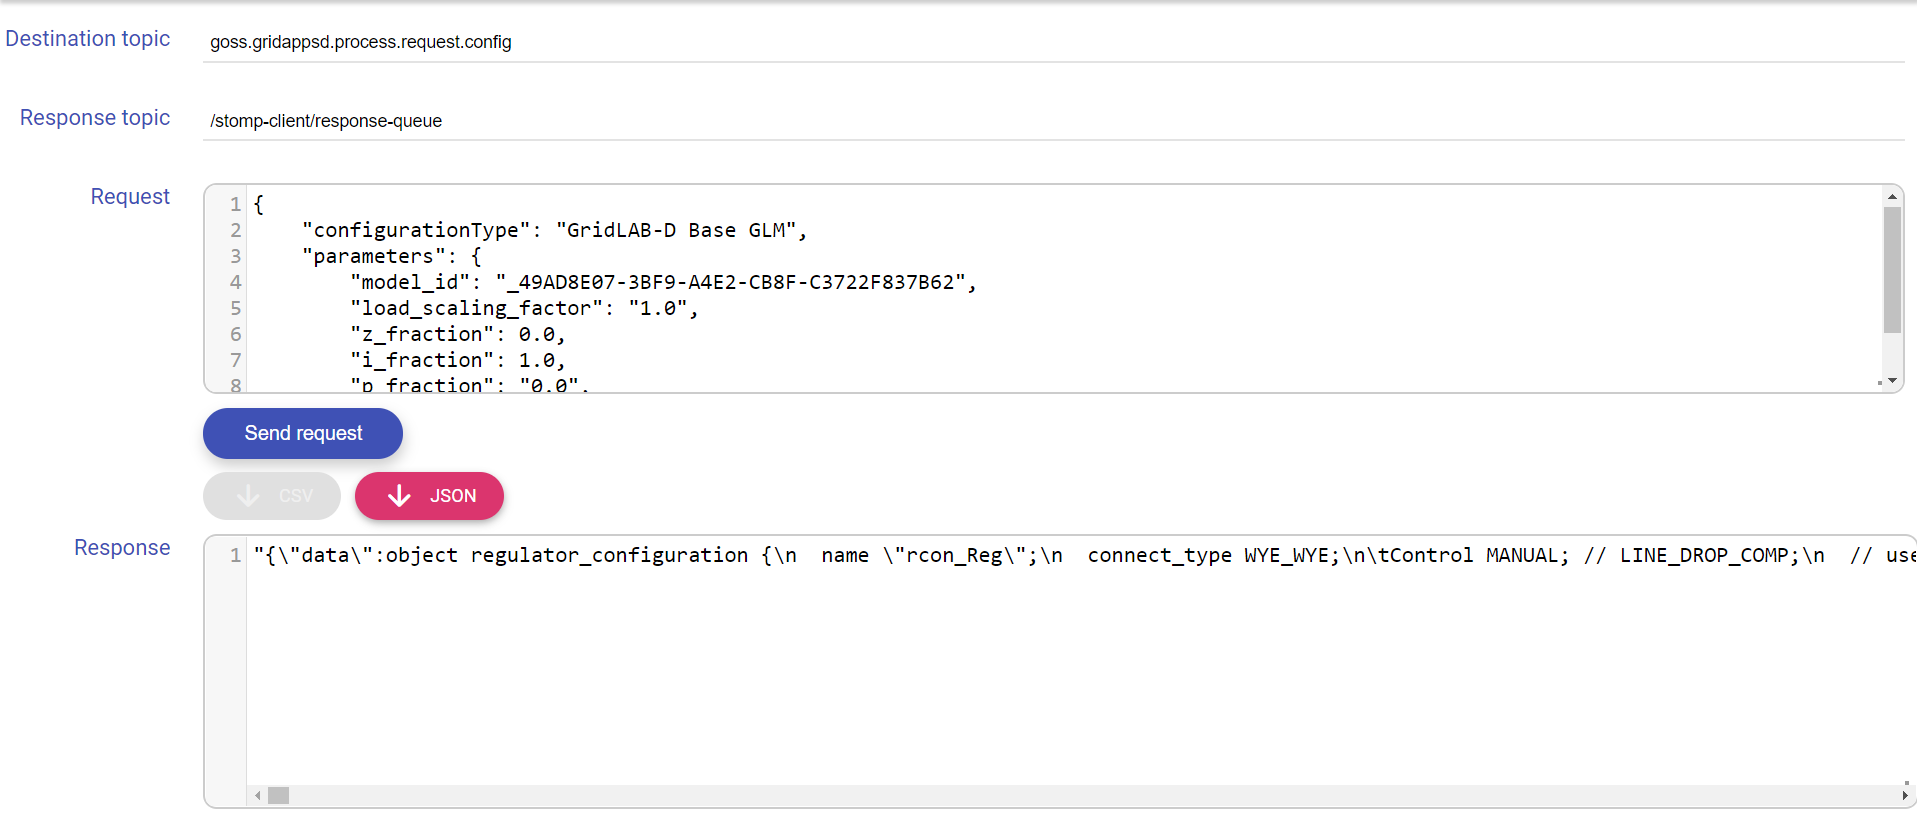 Destination topic
goss.gridappsd.process.request.config
Response topic
/stomp-client/response-queue
Request
1 {
2     "configurationType": "GridLAB-D Base GLM",
3     "parameters": {
4         "model_id": "_49AD8E07-3BF9-A4E2-CB8F-C3722F837B62",
5         "load_scaling_factor": "1.0",
6         "z_fraction": 0.0,
7         "i_fraction": 1.0,
8         "p_fraction": "0.0",
Send request
CSV
JSON
Response
1 "{\"data\":object regulator_configuration {\n  name \"rcon_Reg\";\n  connect_type WYE_WYE;\n\tControl MANUAL; // LINE_DROP_COMP;\n  // use